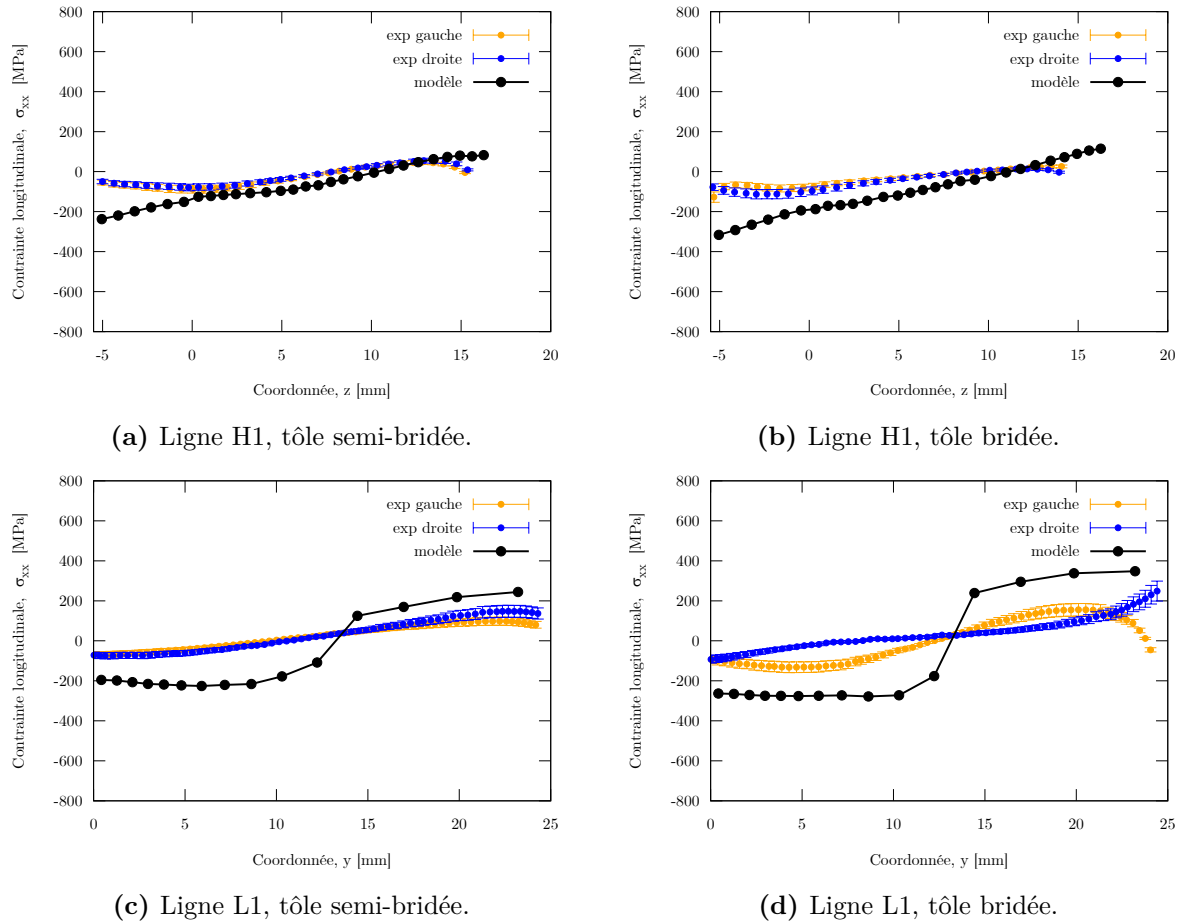 800
600
400
200
0
-200
-400
-600
-800
-5
0
5
10
15
20
Contrainte longitudinale, σxx [MPa]
Coordonnée, z [mm]
exp gauche
exp droite
modèle
(a) Ligne H1, tôle semi-bridée.
800
600
400
200
0
-200
-400
-600
-800
-5
0
5
10
15
20
Contrainte longitudinale, σxx [MPa]
Coordonnée, z [mm]
exp gauche
exp droite
modèle
(b) Ligne H1, tôle bridée.
800
600
400
200
0
-200
-400
-600
-800
0
5
10
15
20
25
Contrainte longitudinale, σxx [MPa]
Coordonnée, y [mm]
exp gauche
exp droite
modèle
(c) Ligne L1, tôle semi-bridée.
800
600
400
200
0
-200
-400
-600
-800
0
5
10
15
20
25
Contrainte longitudinale, σxx [MPa]
Coordonnée, y [mm]
exp gauche
exp droite
modèle
(d) Ligne L1, tôle bridée.